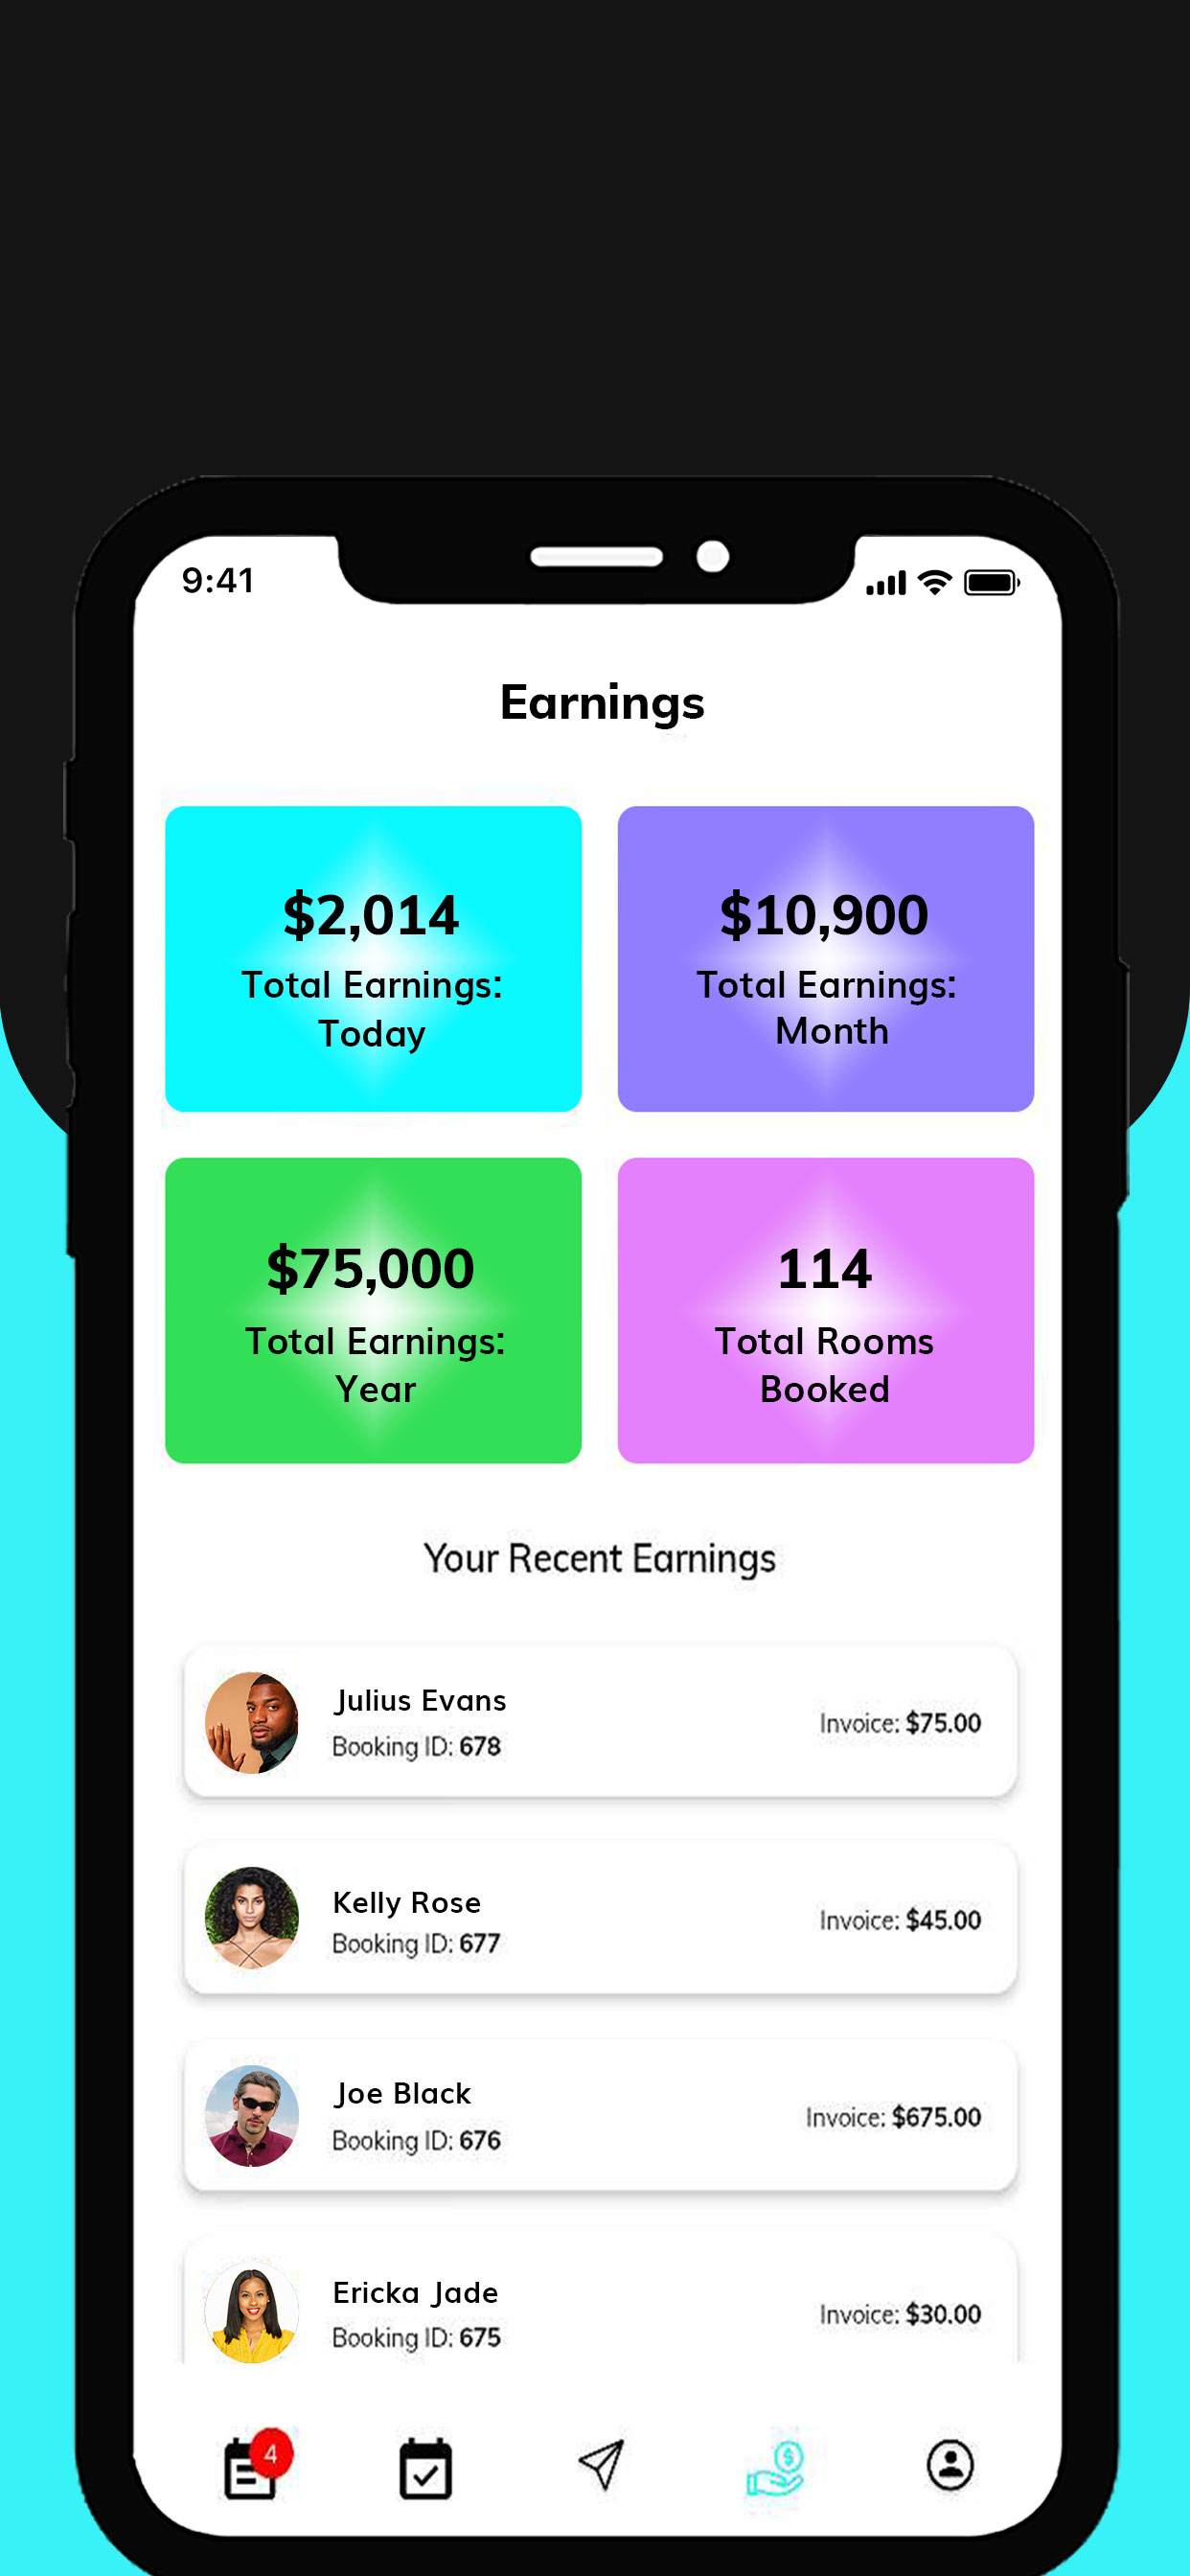 9:41
Earnings
$2,014
Total Earnings:
Today
$10,900
Total Earnings:
Month
$75,000
Total Earnings:
Year
114
Total Rooms
Booked
Your Recent Earnings
Julius Evans
Booking ID: 678
Invoice: $75.00
Kelly Rose
Booking ID: 677
Invoice: $45.00
Joe Black
Booking ID: 676
Invoice: $675.00
Ericka Jade
Booking ID: 675
Invoice: $30.00
4
$